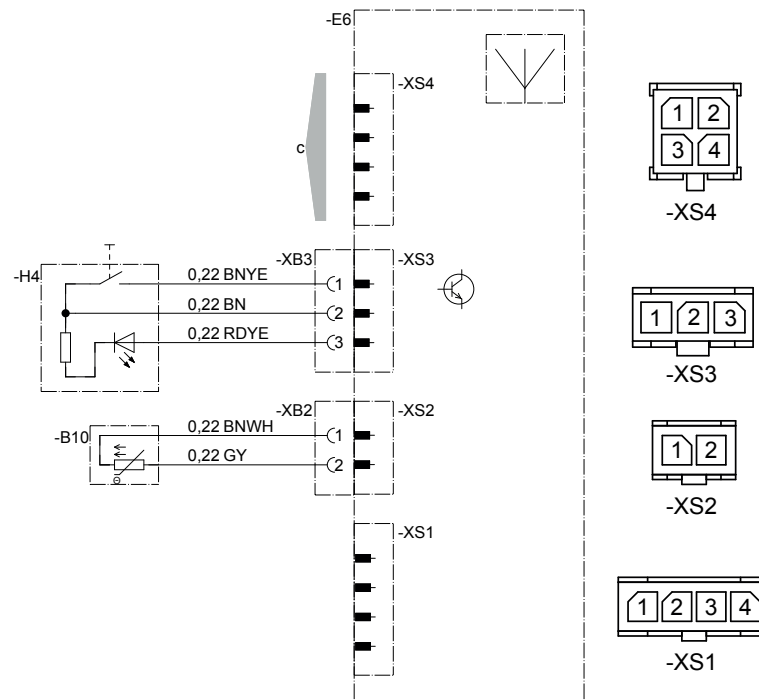 -E6
-XS4
c
1 2
3 4
-XS4
-H4
-XB3
-XS3
0,22 BNYE
1
0,22 BN
2
0,22 RDYE
3
1 2 3
-XS3
-B10
-XB2
-XS2
0,22 BNWH
1
0,22 GY
2
1 2
-XS2
-XS1
1 2 3 4
-XS1